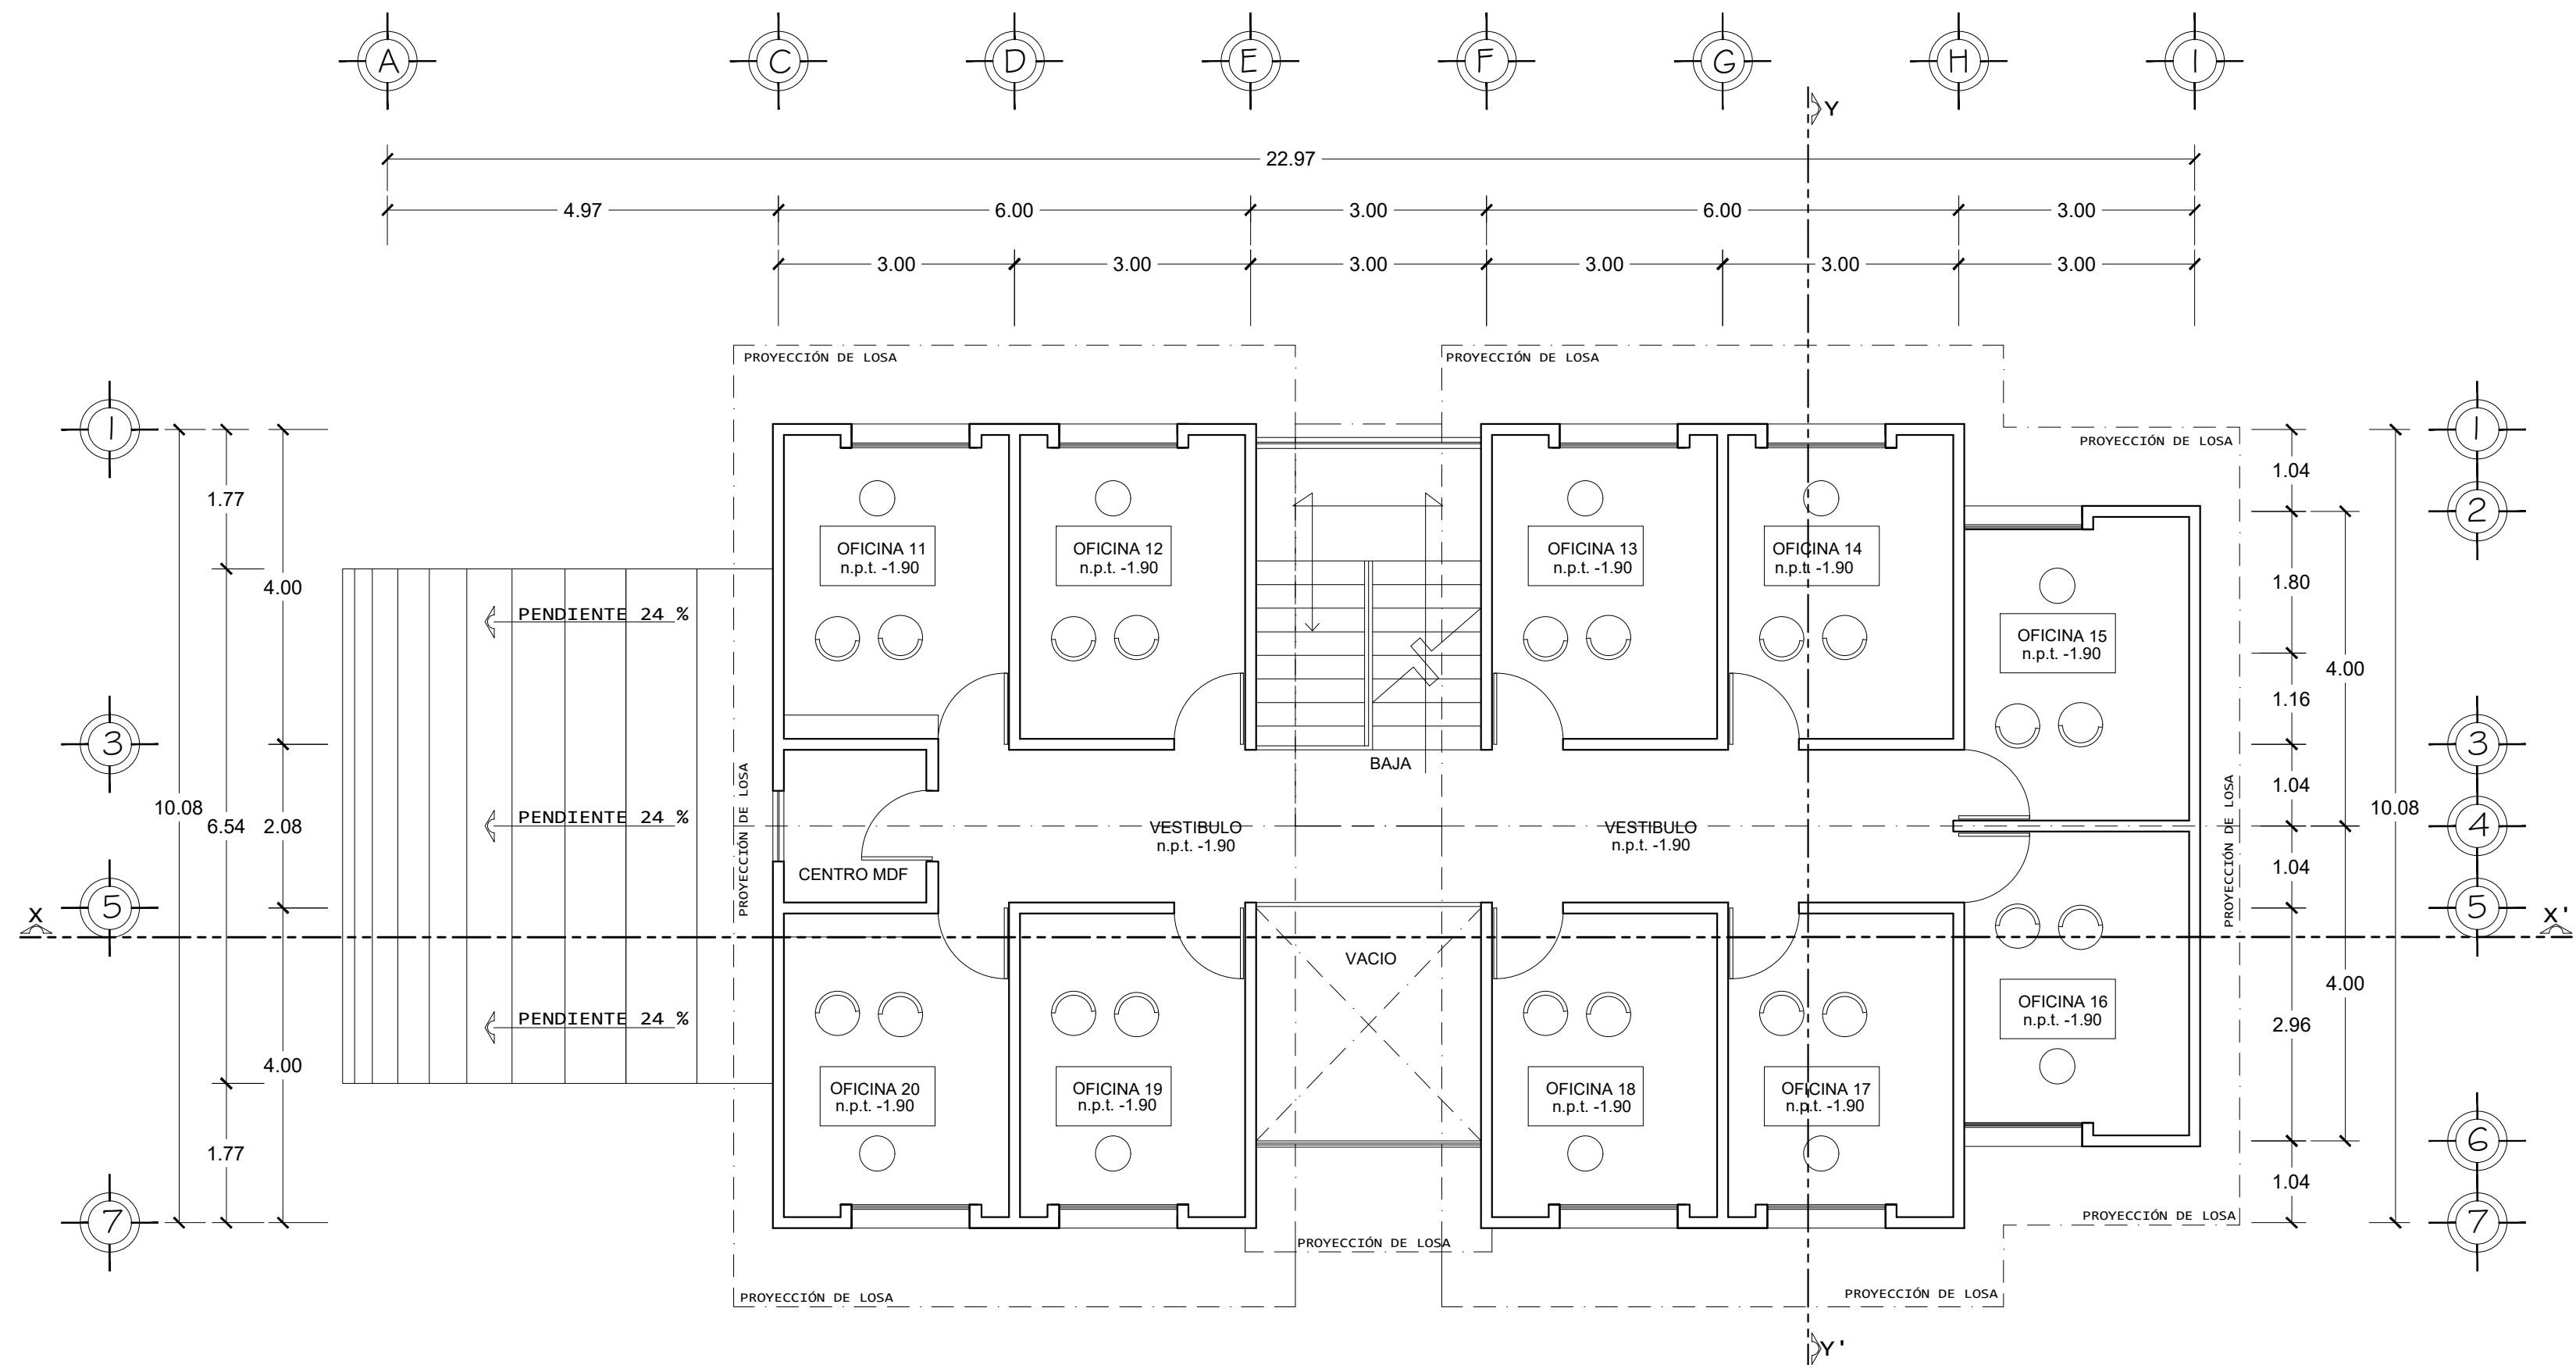 A C D E F G H I
Y
22.97
4.97 6.00 3.00 6.00 3.00
3.00 3.00 3.00 3.00 3.00 3.00
PROYECCIÓN DE LOSA PROYECCIÓN DE LOSA
1 1
PROYECCIÓN DE LOSA
1.04
1.77
2
OFICINA 11 OFICINA 12 OFICINA 13 OFICINA 14
n.p.t. -1.90 n.p.t. -1.90 n.p.t. -1.90 n.p.t. -1.90
4.00 1.80
PENDIENTE 24 %
OFICINA 15
n.p.t. -1.90
4.00
1.16
3 3
BAJA
1.04
PROYECCIÓN DE LOSA PROYECCIÓN DE LOSA
10.08 10.08
PENDIENTE 24 %
6.54 2.08
VESTIBULO VESTIBULO
n.p.t. -1.90 n.p.t. -1.90
4
CENTRO MDF
1.04
5 5
X X'
VACIO
4.00
OFICINA 16
n.p.t. -1.90
PENDIENTE 24 %
2.96
4.00
OFICINA 20 OFICINA 19 OFICINA 18 OFICINA 17
n.p.t. -1.90 n.p.t. -1.90 n.p.t. -1.90 n.p.t. -1.90
6
1.77
1.04
PROYECCIÓN DE LOSA
7 7
PROYECCIÓN DE LOSA
PROYECCIÓN DE LOSA PROYECCIÓN DE LOSA
Y'